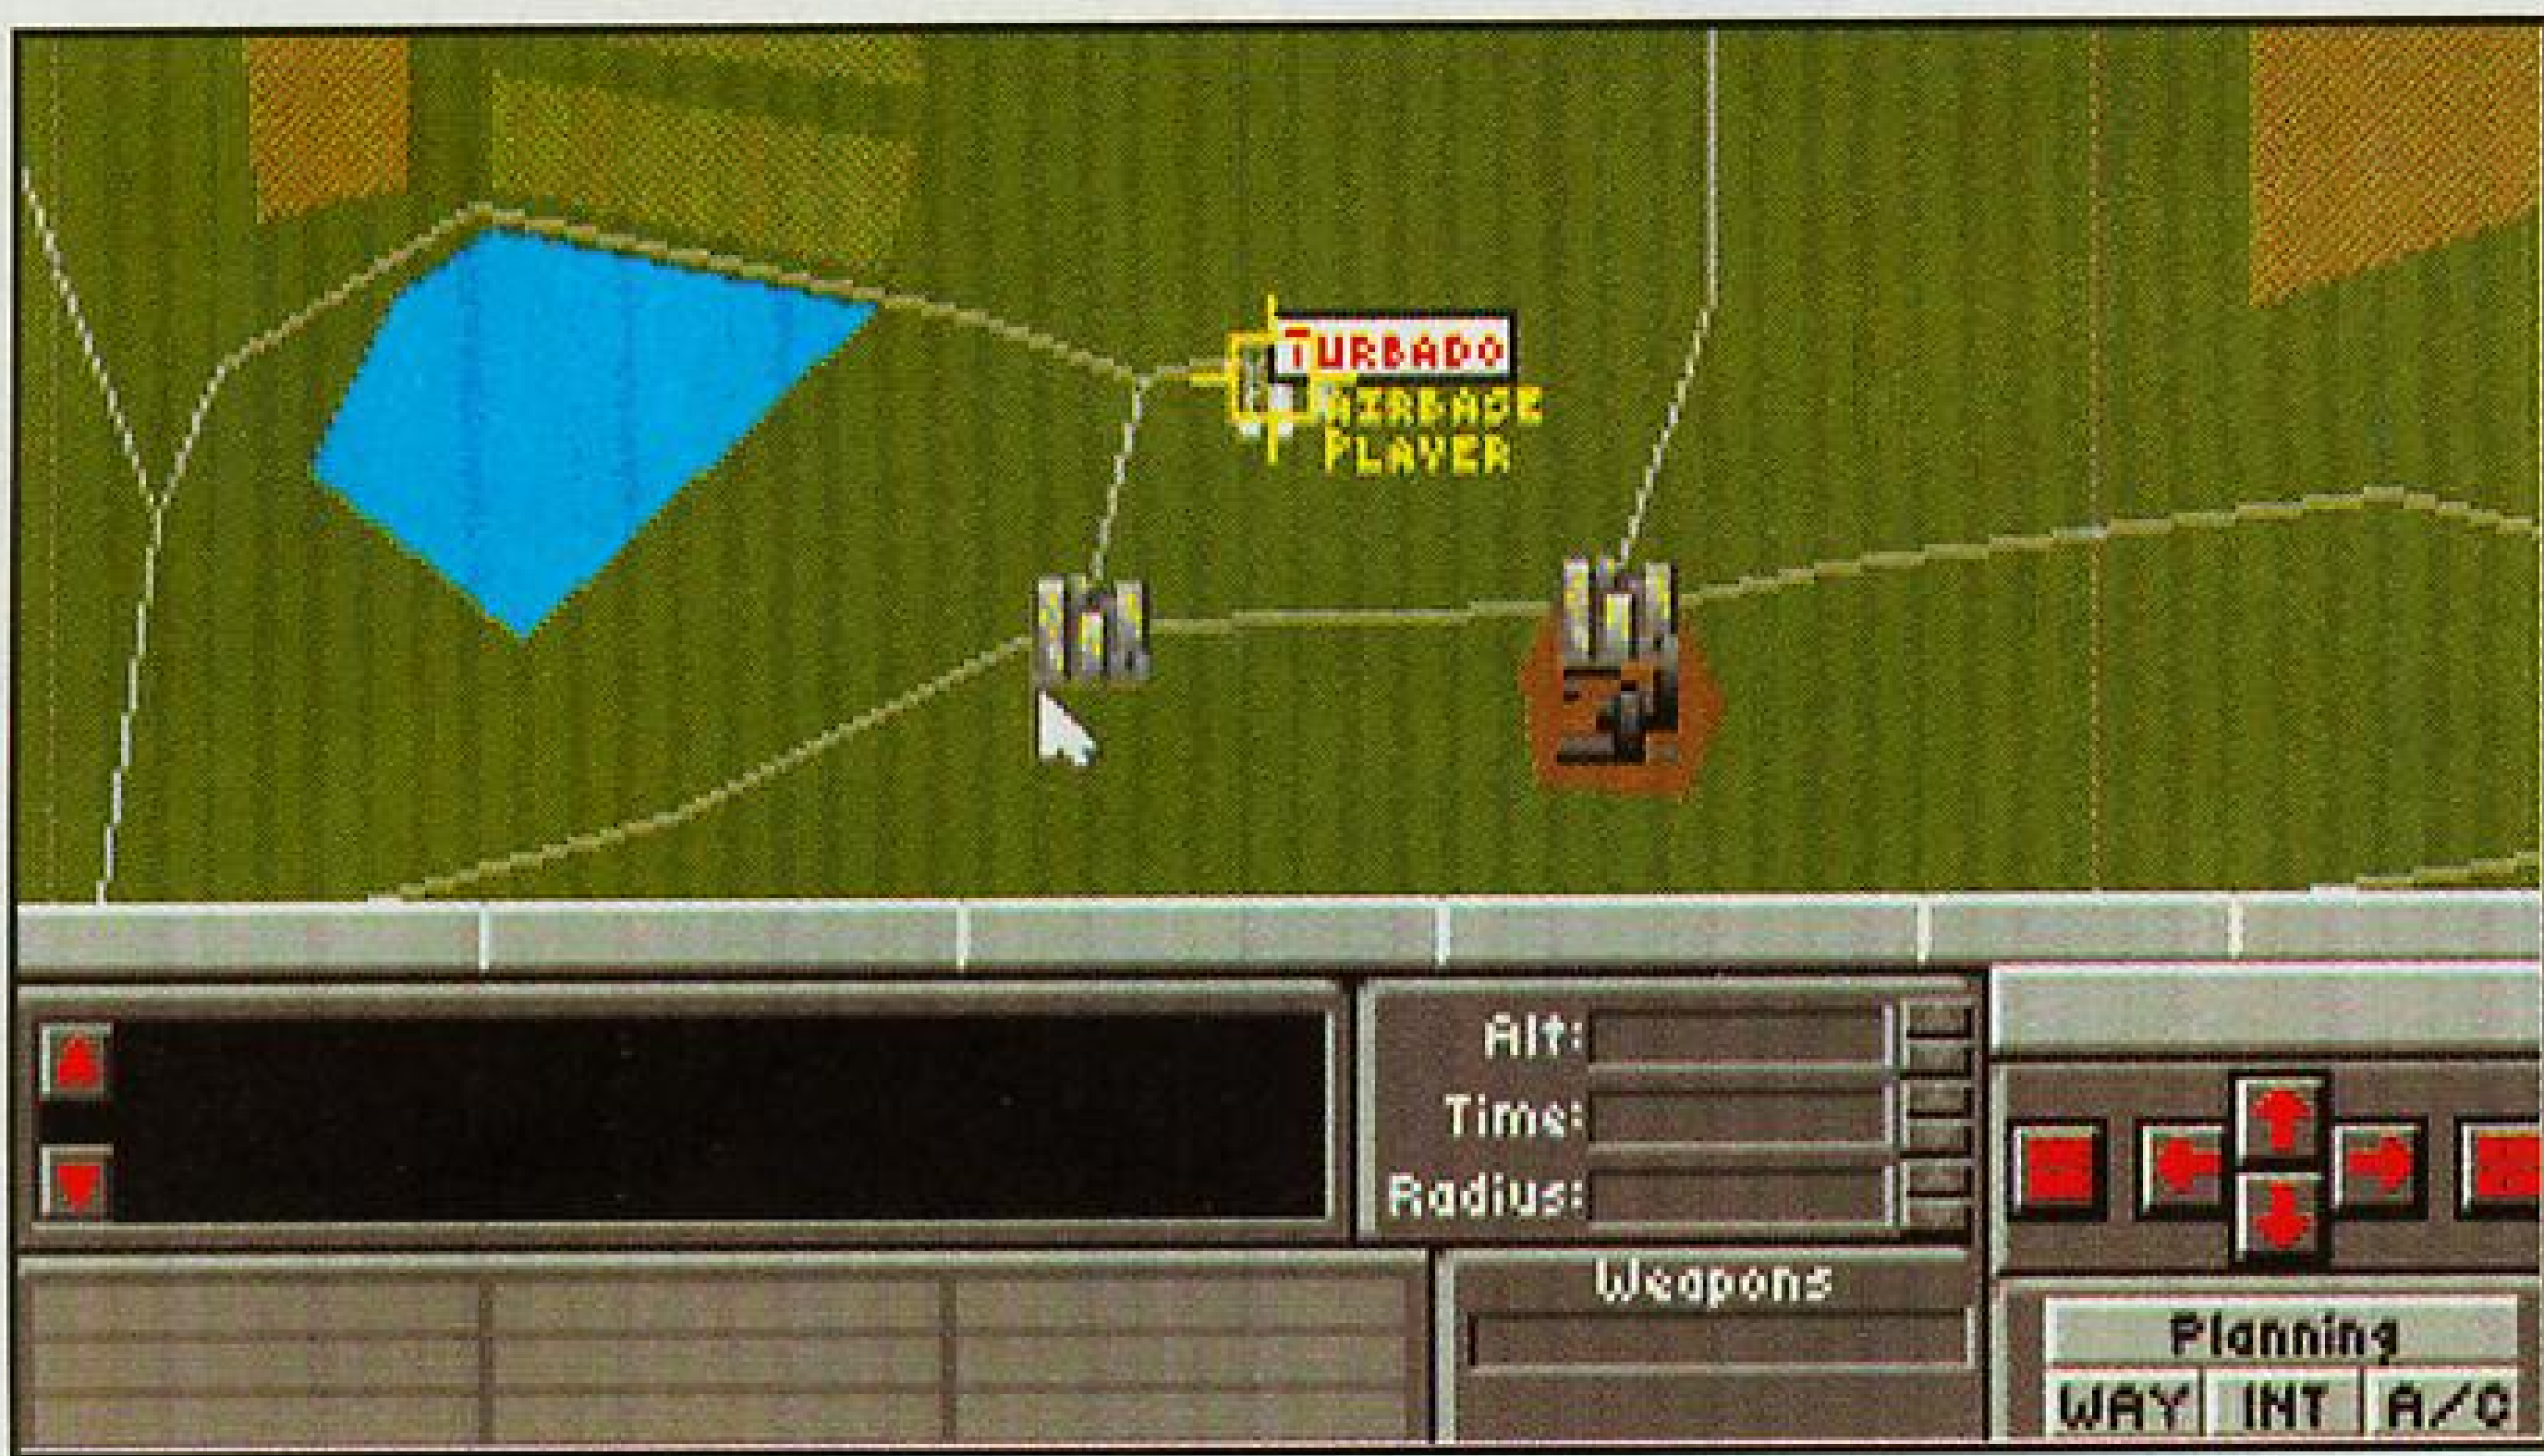 TURBADO
AIRBASE
PLAYER
Alt:
Time:
Radius:
Weapons
Planning
WAY INT A/C